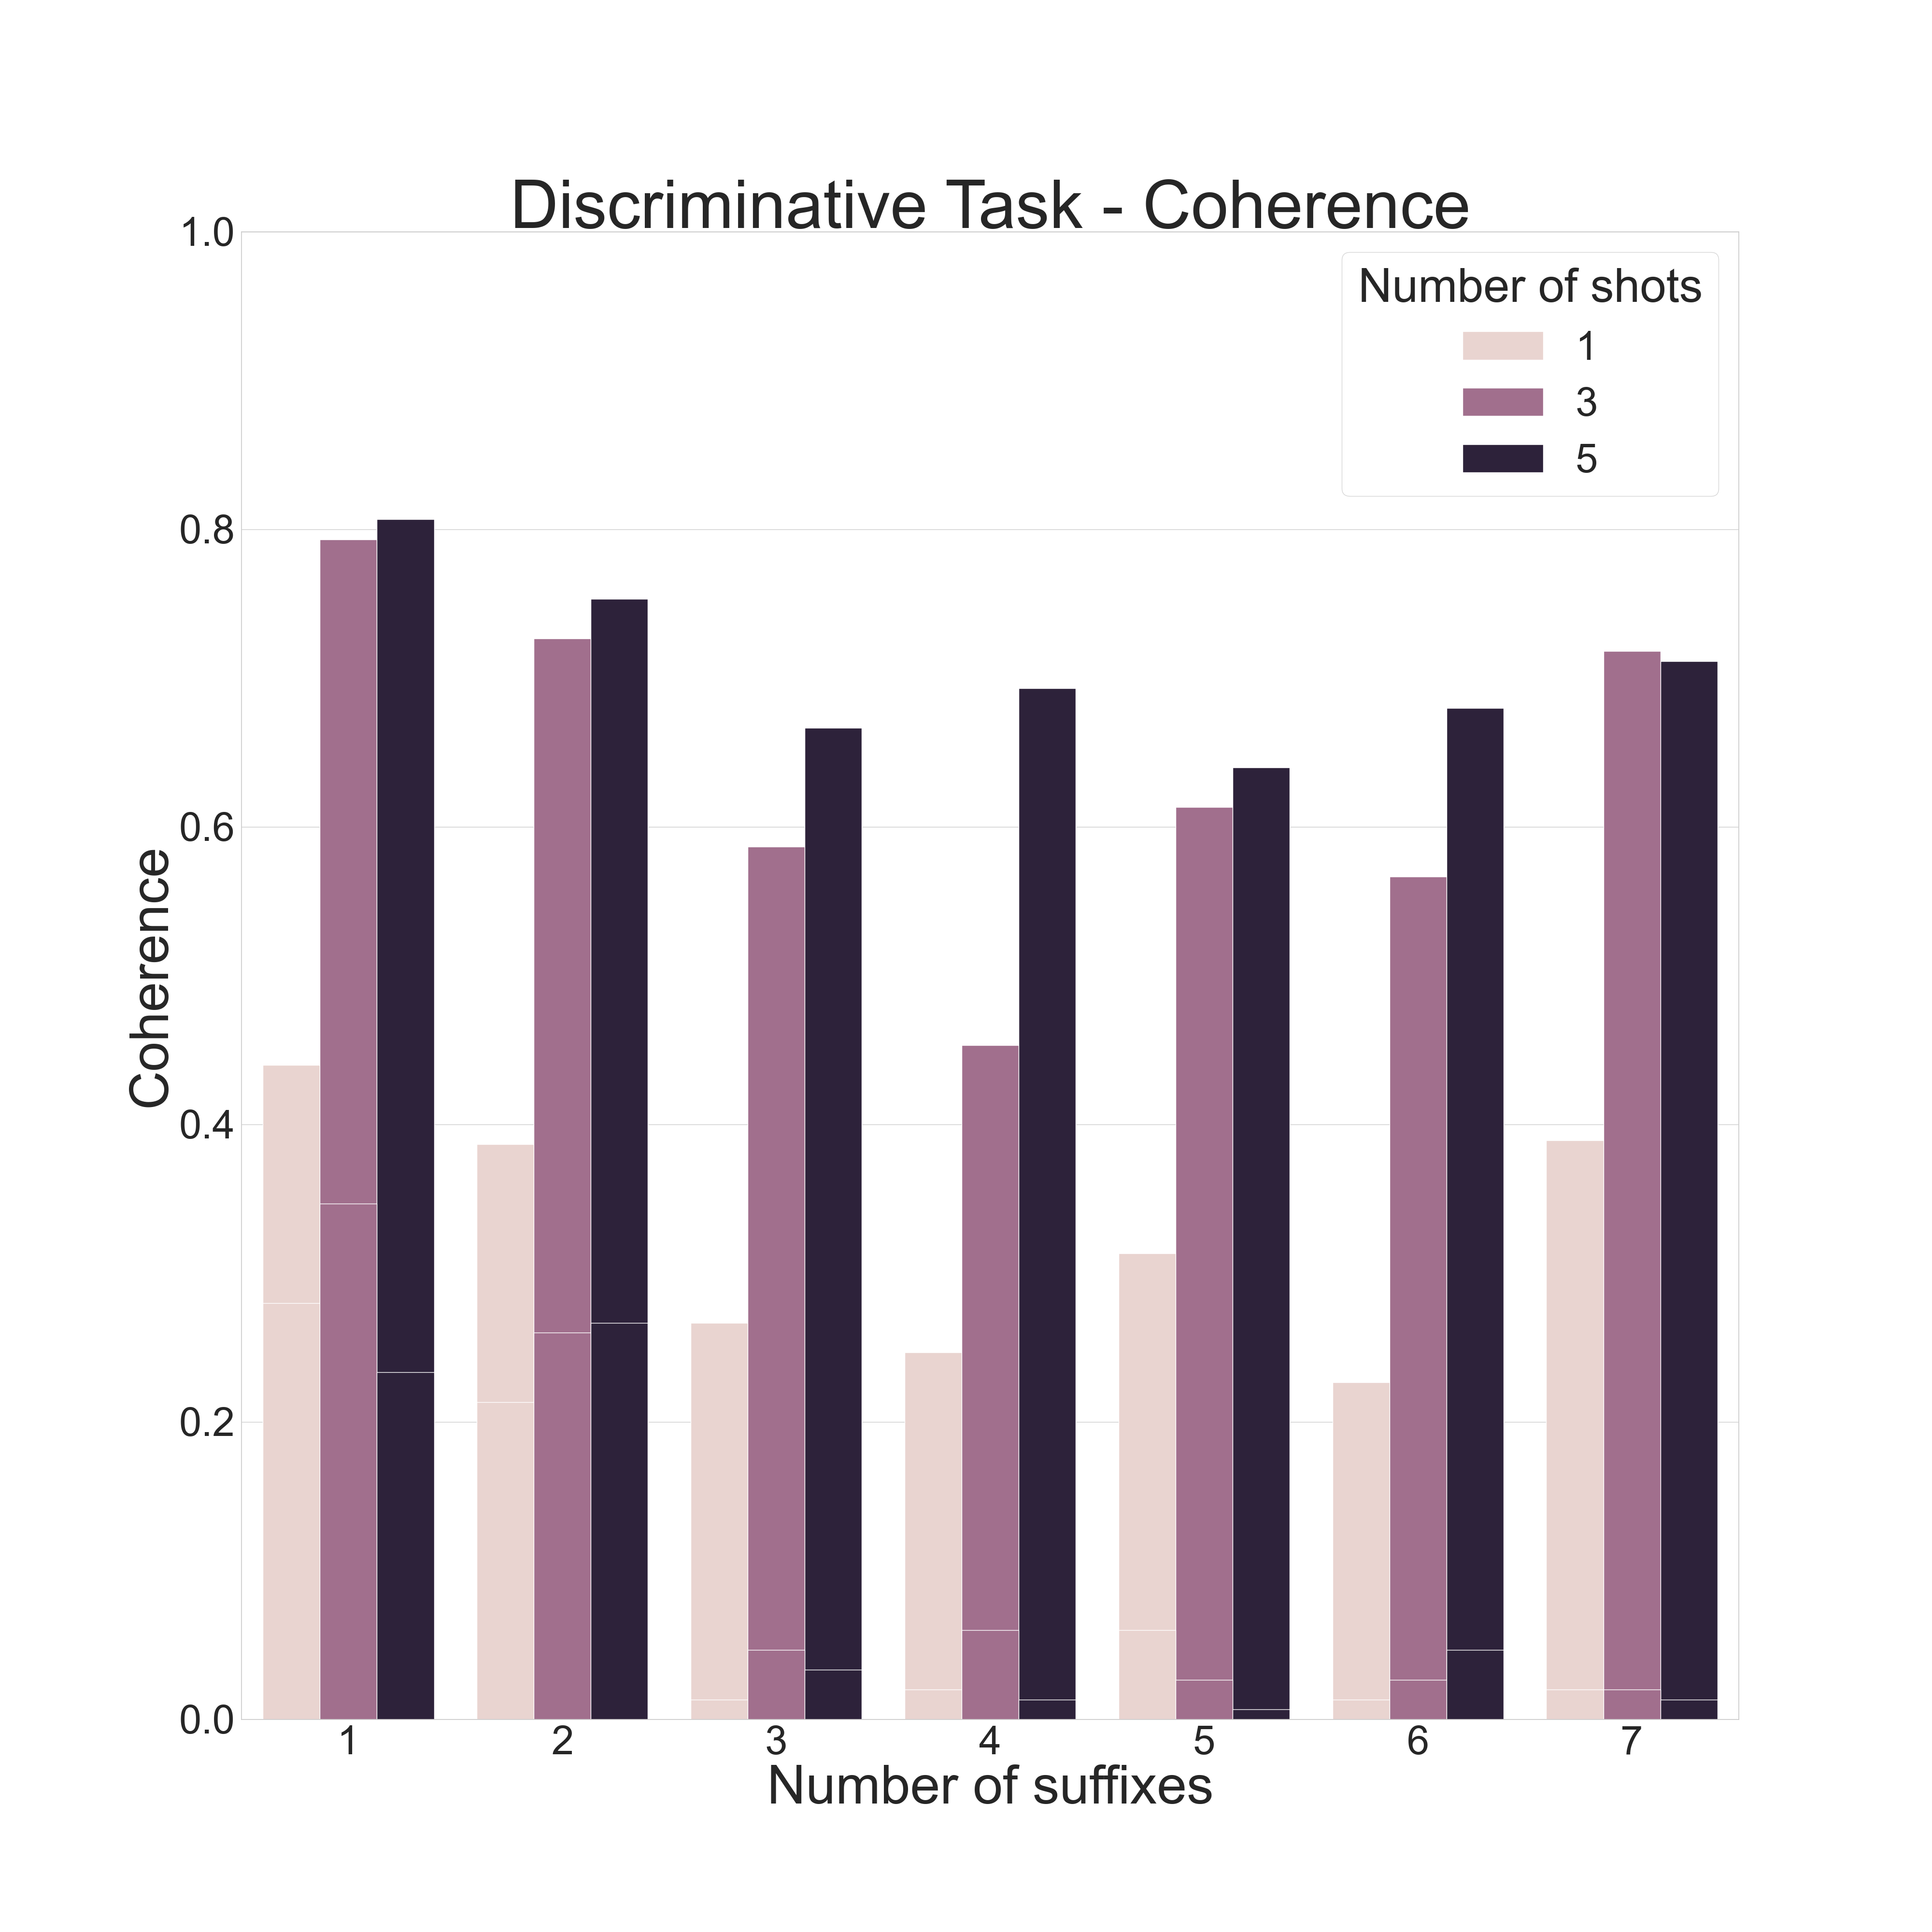 Discriminative Task - Coherence
1.0
Number of shots
1
3
5
0.8
0.6
Coherence
0.4
0.2
0.0
1 2 3 4 5 6 7
Number of suffixes